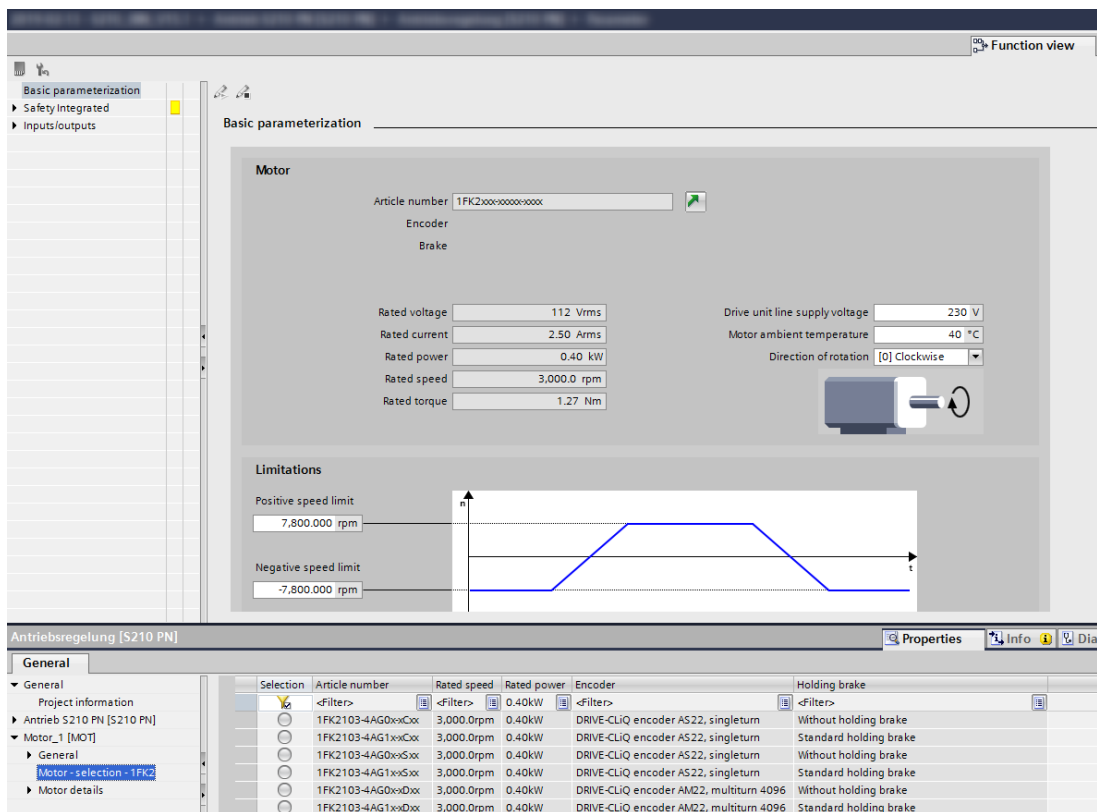 Function view
Basic parameterization
Safety Integrated
Inputs/outputs
Basic parameterization
Motor
Article number 1FK2xxx-xxxxx-xxxx
Encoder
Brake
Rated voltage 112 Vrms Drive unit line supply voltage 230 V
Rated current 2.50 Arms Motor ambient temperature 40 °C
Rated power 0.40 kW Direction of rotation [0] Clockwise
Rated speed 3,000.0 rpm
Rated torque 1.27 Nm
Limitations
Positive speed limit
n
7,800.000 rpm
Negative speed limit
t
-7,800.000 rpm
Antriebsregelung [S210 PN] Properties Info Dia
General
General
Project information
Antrieb S210 PN [S210 PN]
Motor_1 [MOT]
General
Motor - selection - 1FK2
Motor details
Selection Article number Rated speed Rated power Encoder Holding brake
<Filter> <Filter> 0.40kW <Filter> <Filter>
1FK2103-4AG0x-xCxx 3,000.0rpm 0.40kW DRIVE-CLiQ encoder AS22, singleturn Without holding brake
1FK2103-4AG1x-xCxx 3,000.0rpm 0.40kW DRIVE-CLiQ encoder AS22, singleturn Standard holding brake
1FK2103-4AG0x-xSxx 3,000.0rpm 0.40kW DRIVE-CLiQ encoder AS22, singleturn Without holding brake
1FK2103-4AG1x-xSxx 3,000.0rpm 0.40kW DRIVE-CLiQ encoder AS22, singleturn Standard holding brake
1FK2103-4AG0x-xDxx 3,000.0rpm 0.40kW DRIVE-CLiQ encoder AM22, multiturn 4096 Without holding brake
1FK2103-4AG1x-xDxx 3,000.0rpm 0.40kW DRIVE-CLiQ encoder AM22, multiturn 4096 Standard holding brake